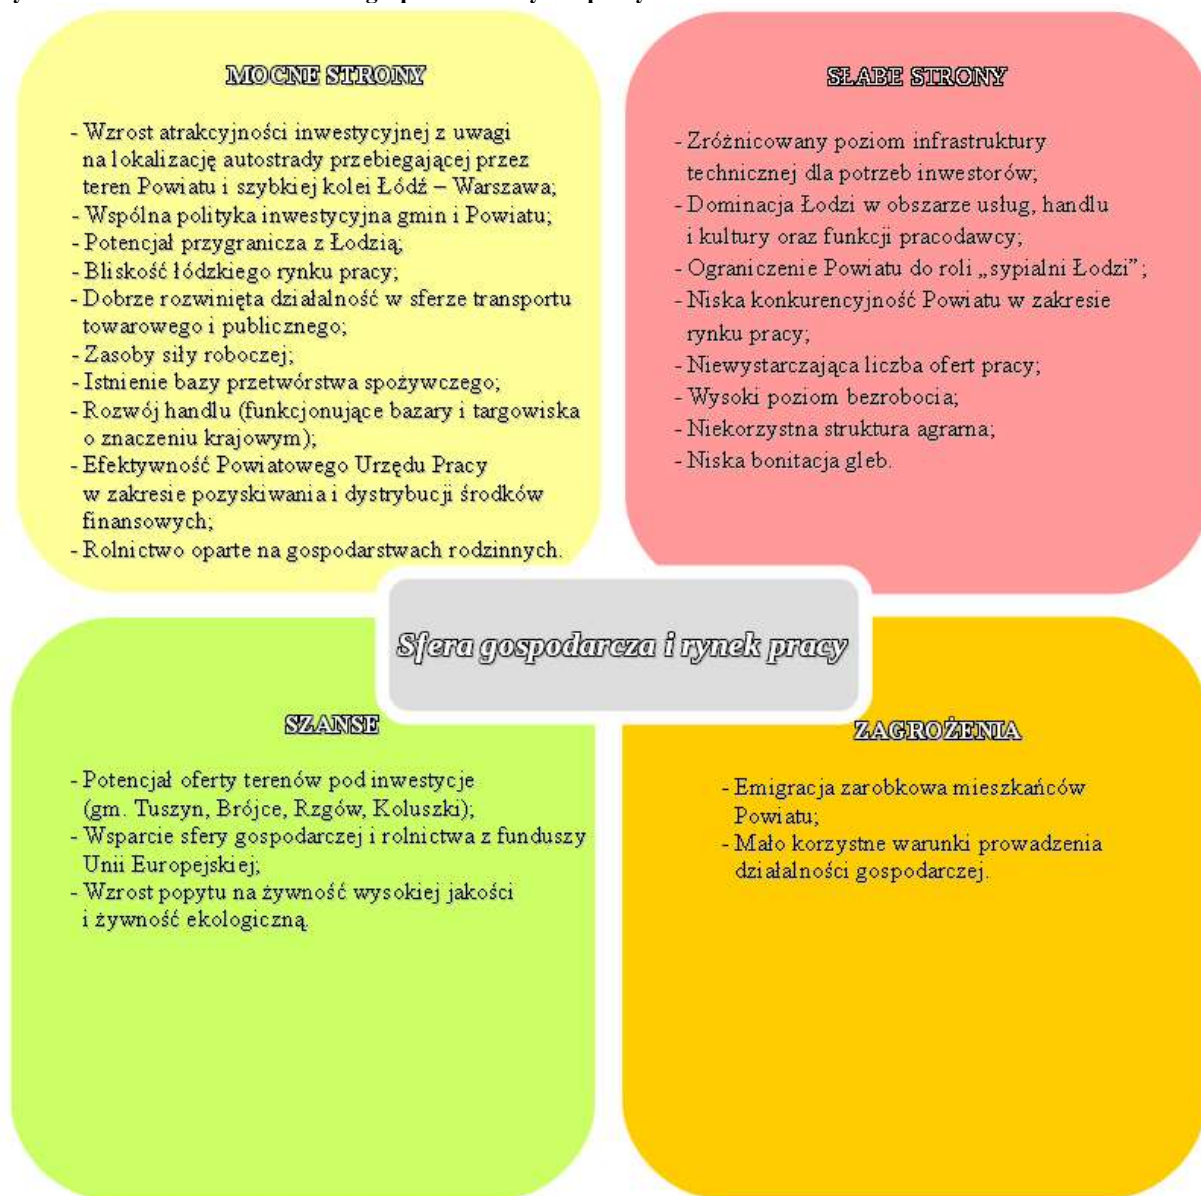 MOCNE STRONY
- Wzrost atrakcyjności inwestycyjnej z uwagi
na lokalizację autostrady przebiegającej przez
teren Powiatu i szybkiej kolei Łódź – Warszawa;
- Wspólna polityka inwestycyjna gmin i Powiatu;
- Potencjał przygranicza z Łodzią;
- Bliskość łódzkiego rynku pracy;
- Dobrze rozwinięta działalność w sferze transportu
towarowego i publicznego;
- Zasoby siły roboczej;
- Istnienie bazy przetwórstwa spożywczego;
- Rozwój handlu (funkcjonujące bazary i targowiska
o znaczeniu krajowym);
- Efektywność Powiatowego Urzędu Pracy
w zakresie pozyskiwania i dystrybucji środków
finansowych;
- Rolnictwo oparte na gospodarstwach rodzinnych.
SŁABE STRONY
- Zróżnicowany poziom infrastruktury
technicznej dla potrzeb inwestorów;
- Dominacja Łodzi w obszarze usług, handlu
i kultury oraz funkcji pracodawcy;
- Ograniczenie Powiatu do roli „sypialni Łodzi”;
- Niska konkurencyjność Powiatu w zakresie
rynku pracy;
- Niewystarczająca liczba ofert pracy;
- Wysoki poziom bezrobocia;
- Niekorzystna struktura agrarna;
- Niska bonitacja gleb.
Sfera gospodarcza i rynek pracy
SZANSE
- Potencjał oferty terenów pod inwestycje
(gm. Tuszyn, Brójce, Rzgów, Koluszki);
- Wsparcie sfery gospodarczej i rolnictwa z funduszy
Unii Europejskiej;
- Wzrost popytu na żywność wysokiej jakości
i żywność ekologiczną.
ZAGROŻENIA
- Emigracja zarobkowa mieszkańców
Powiatu;
- Mało korzystne warunki prowadzenia
działalności gospodarczej.